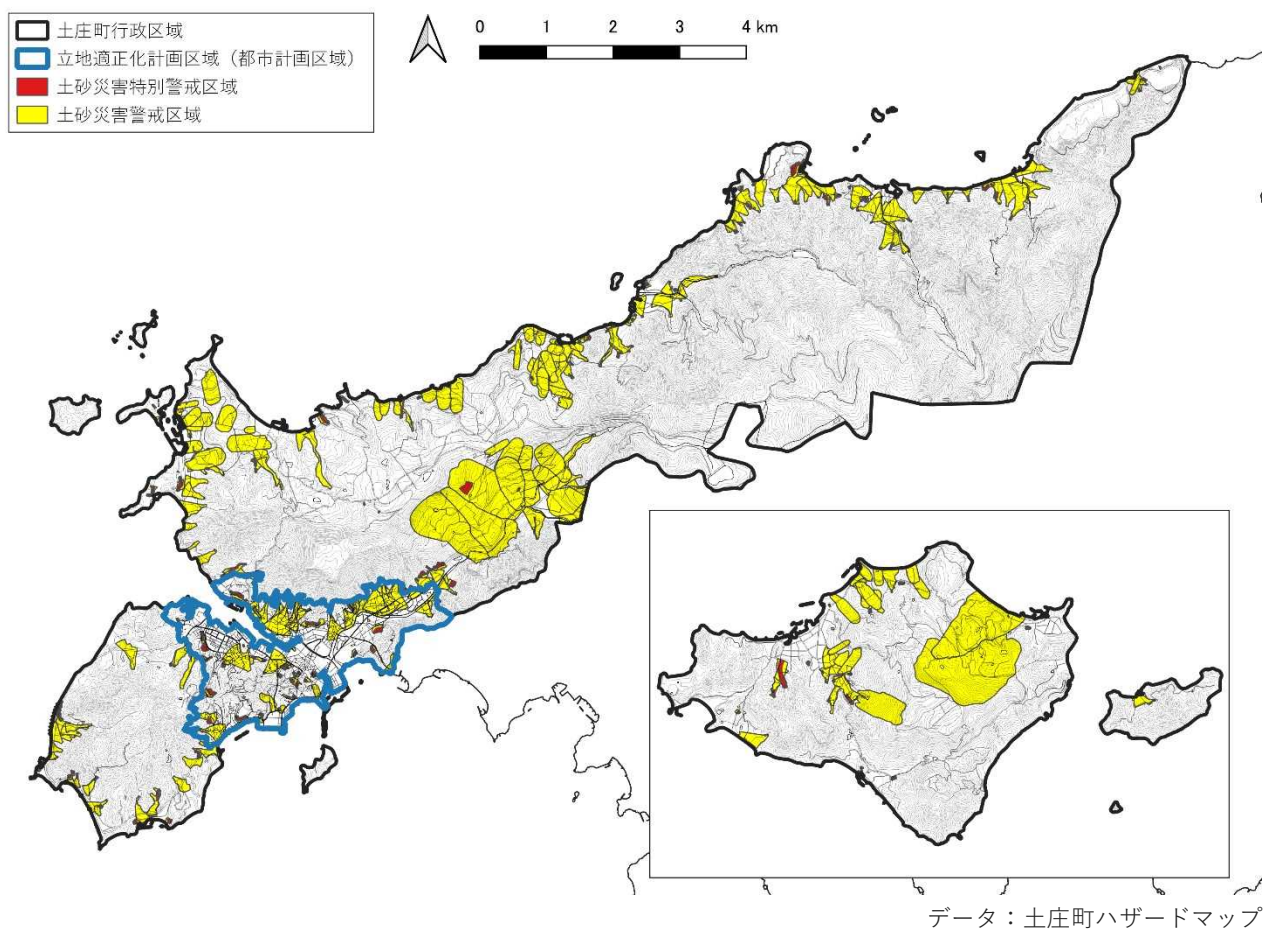 土庄町行政区域
立地適正化計画区域（都市計画区域）
土砂災害特別警戒区域
土砂災害警戒区域
0 1 2 3 4 km
データ：土庄町ハザードマップ